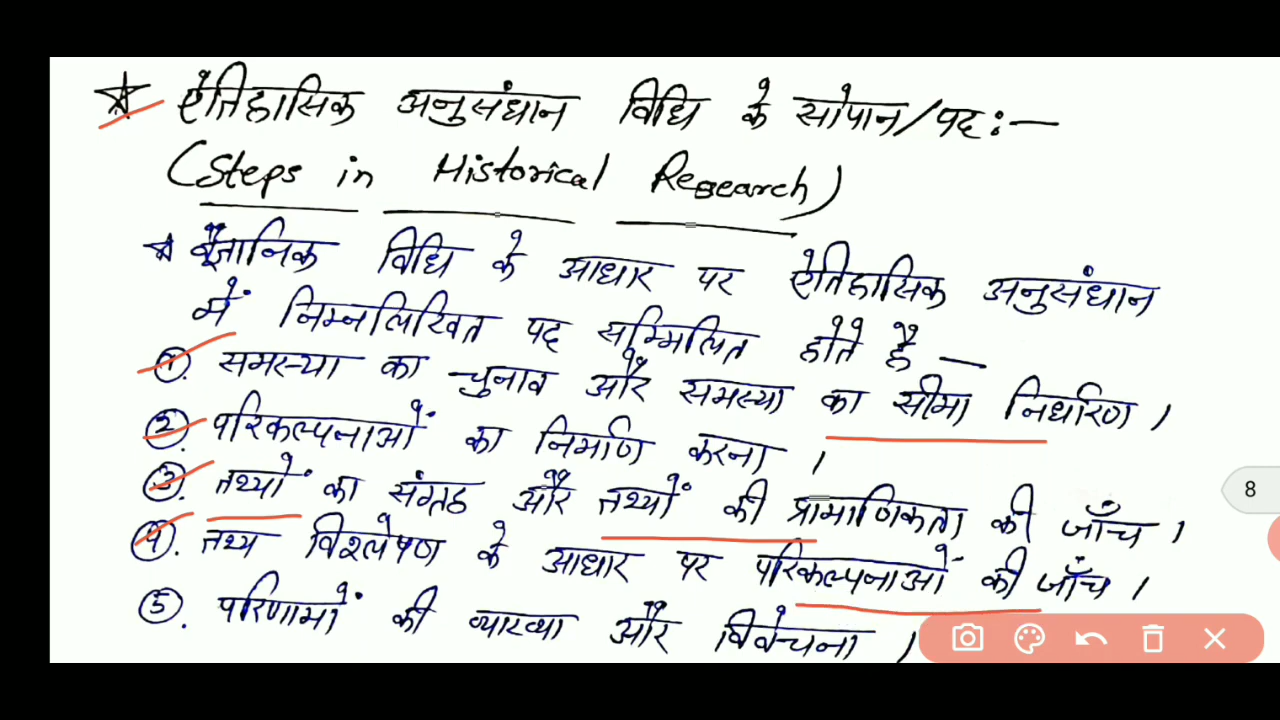 ऐतिहासिक अनुसंधान विधि के सोपान/पद:—
(Steps in Historical Research)
वैज्ञानिक विधि के आधार पर ऐतिहासिक अनुसंधान
में निम्नलिखित पद सम्मिलित होते है —
①. समस्या का चुनाव और समस्या का सीमा निर्धारण।
②. परिकल्पनाओं का निर्माण करना।
③. तथ्यों का संग्रह और तथ्यों की प्रामाणिकता की जाँच।
④. तथ्य विश्लेषण के आधार पर परिकल्पनाओं की जाँच।
⑤. परिणामों की व्याख्या और विवेचना।
8